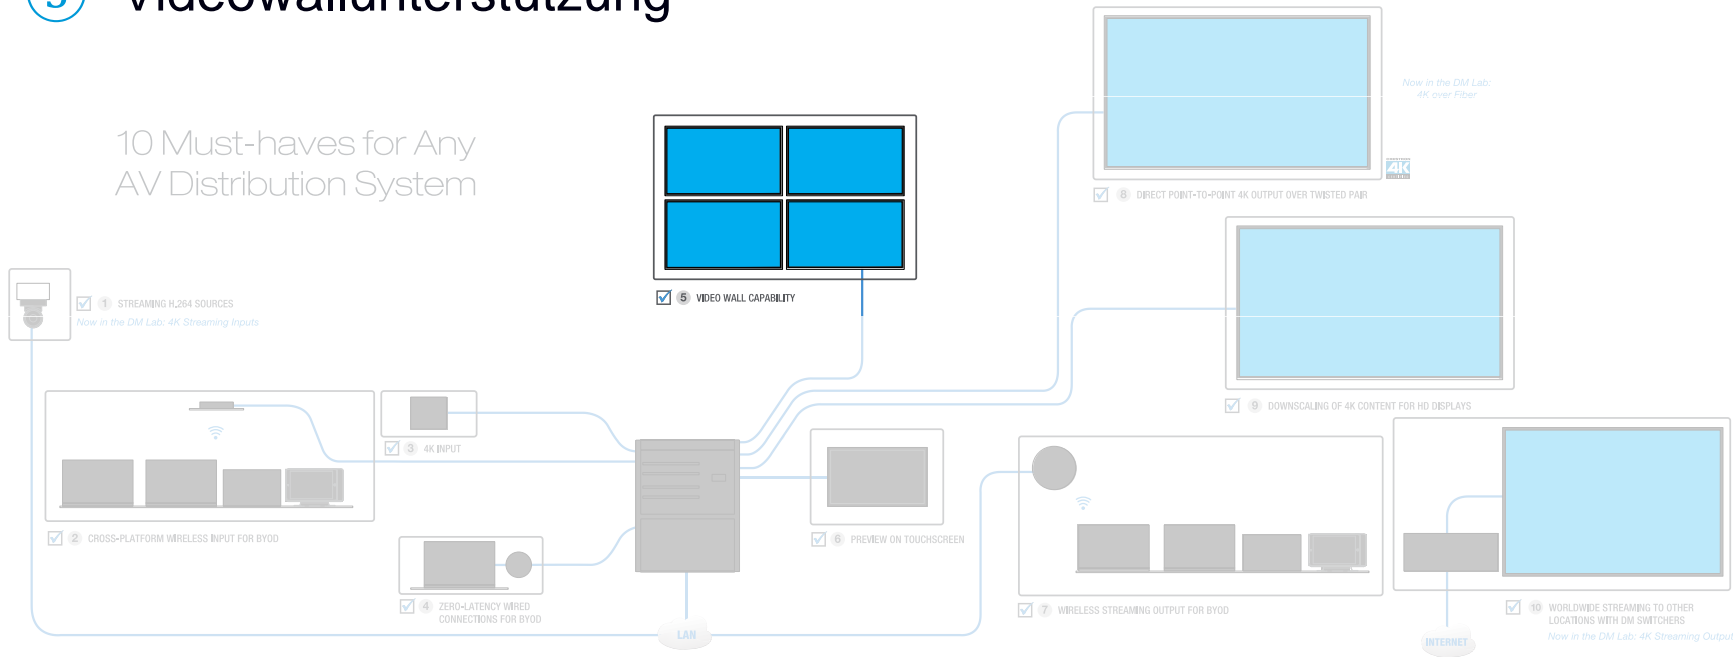 5 Videowallunterstützung
Now in the DM Lab:
4K over Fiber
10 Must-haves for Any
AV Distribution System
4K
8 DIRECT POINT-TO-POINT 4K OUTPUT OVER TWISTED PAIR
1 STREAMING H.264 SOURCES
Now in the DM Lab: 4K Streaming Inputs
5 VIDEO WALL CAPABILITY
9 DOWNSCALING OF 4K CONTENT FOR HD DISPLAYS
3 4K INPUT
2 CROSS-PLATFORM WIRELESS INPUT FOR BYOD
6 PREVIEW ON TOUCHSCREEN
4 ZERO-LATENCY WIRED
CONNECTIONS FOR BYOD
7 WIRELESS STREAMING OUTPUT FOR BYOD
10 WORLDWIDE STREAMING TO OTHER
LOCATIONS WITH DM SWITCHERS
Now in the DM Lab: 4K Streaming Output
LAN
INTERNET